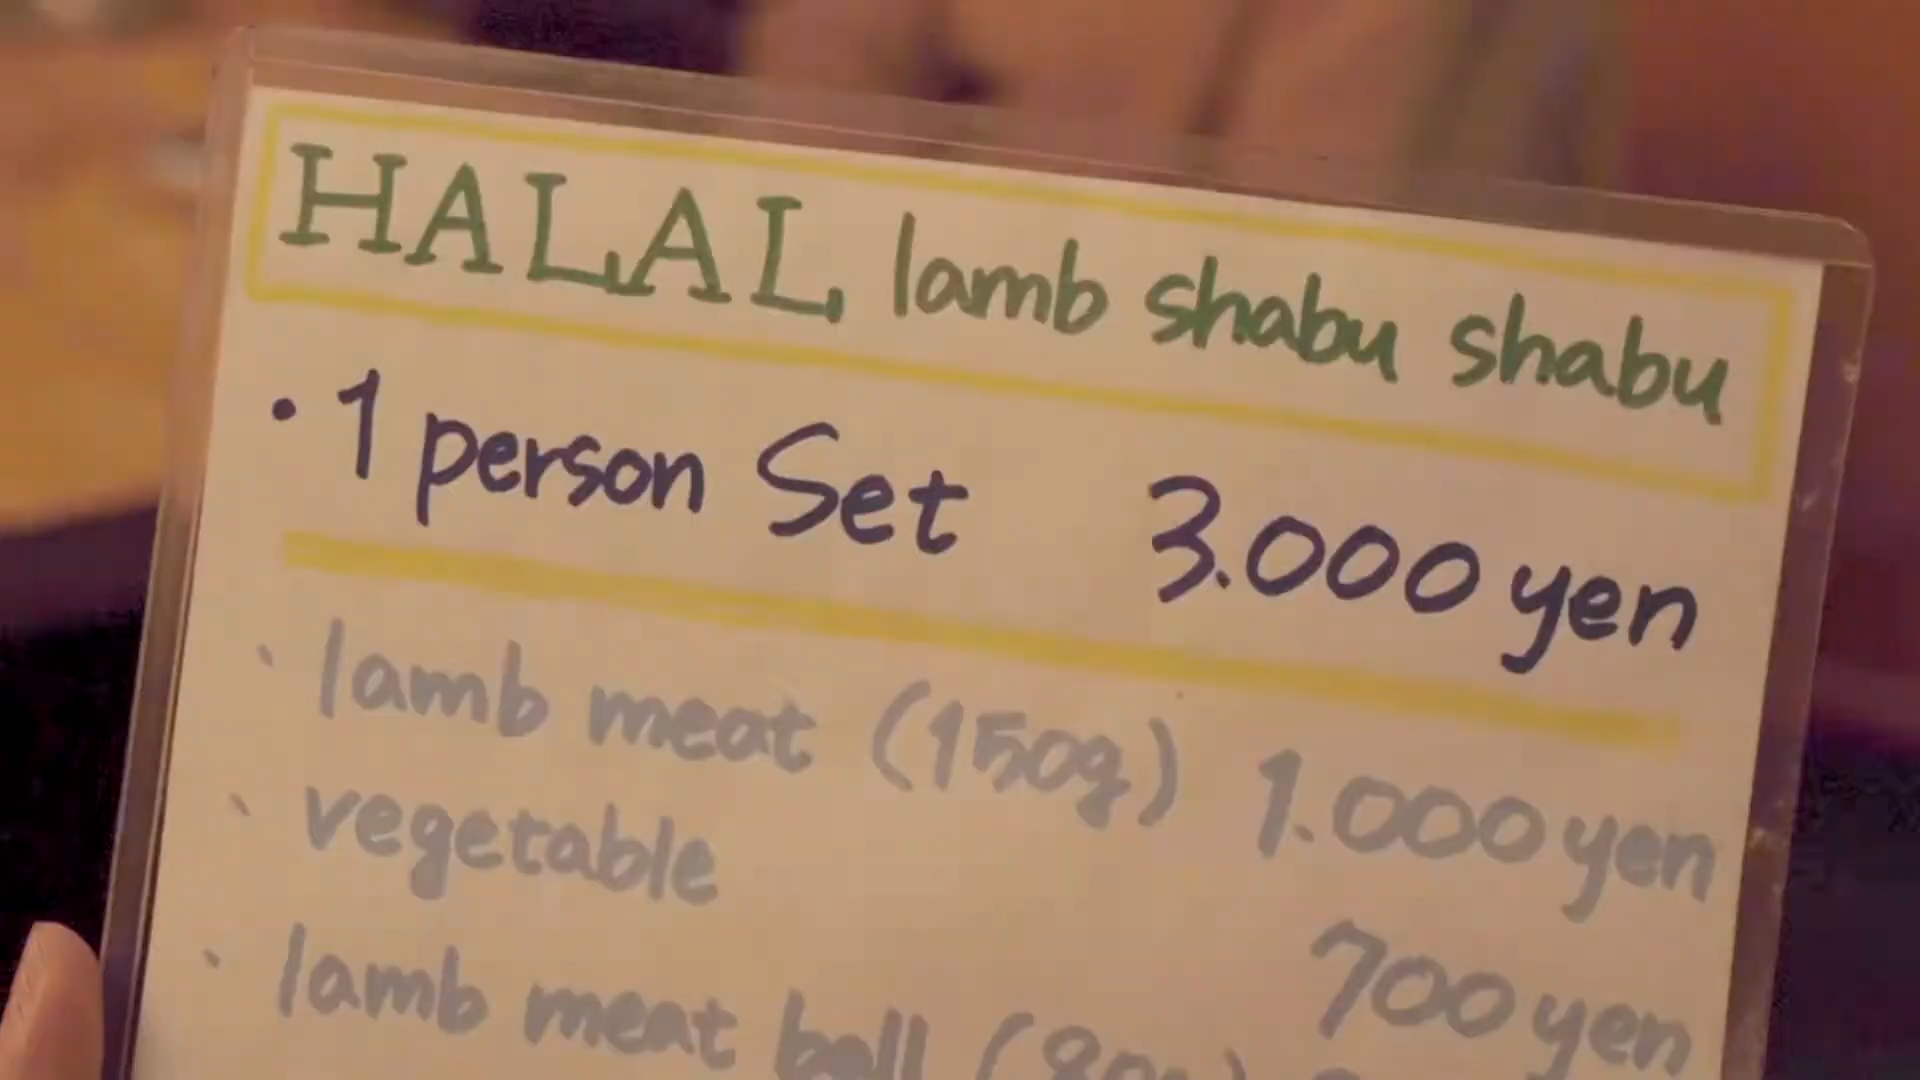 HALAL lamb shabu shabu
・1 person Set 3.000 yen
・lamb meat (150g) 1.000 yen
・vegetable 700 yen
・lamb meat ball